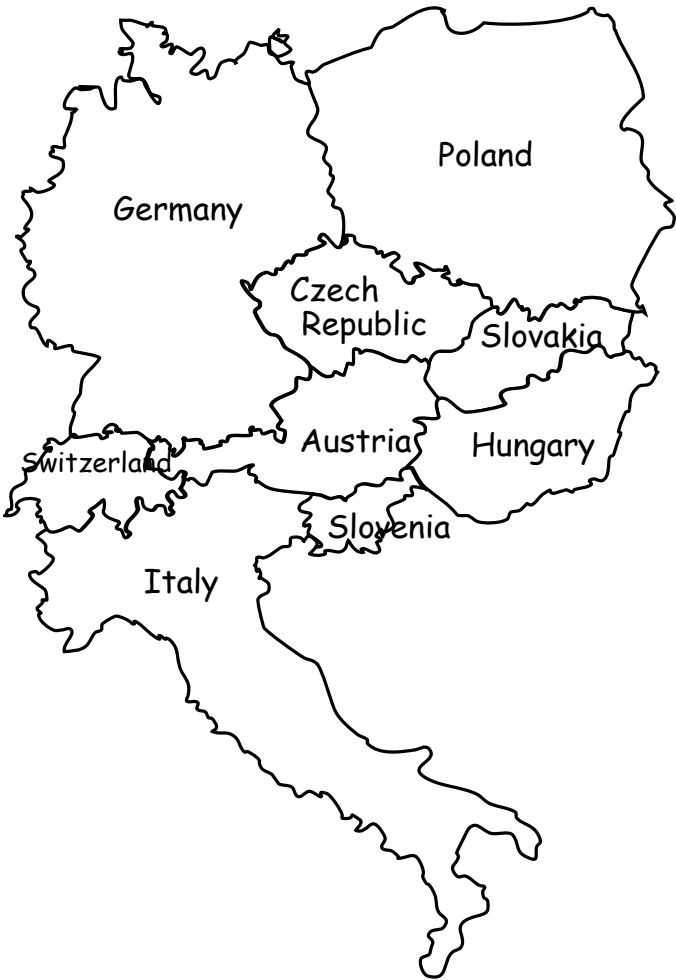 Poland
Germany
Czech
Republic
Slovakia
Austria
Hungary
Switzerland
Slovenia
Italy